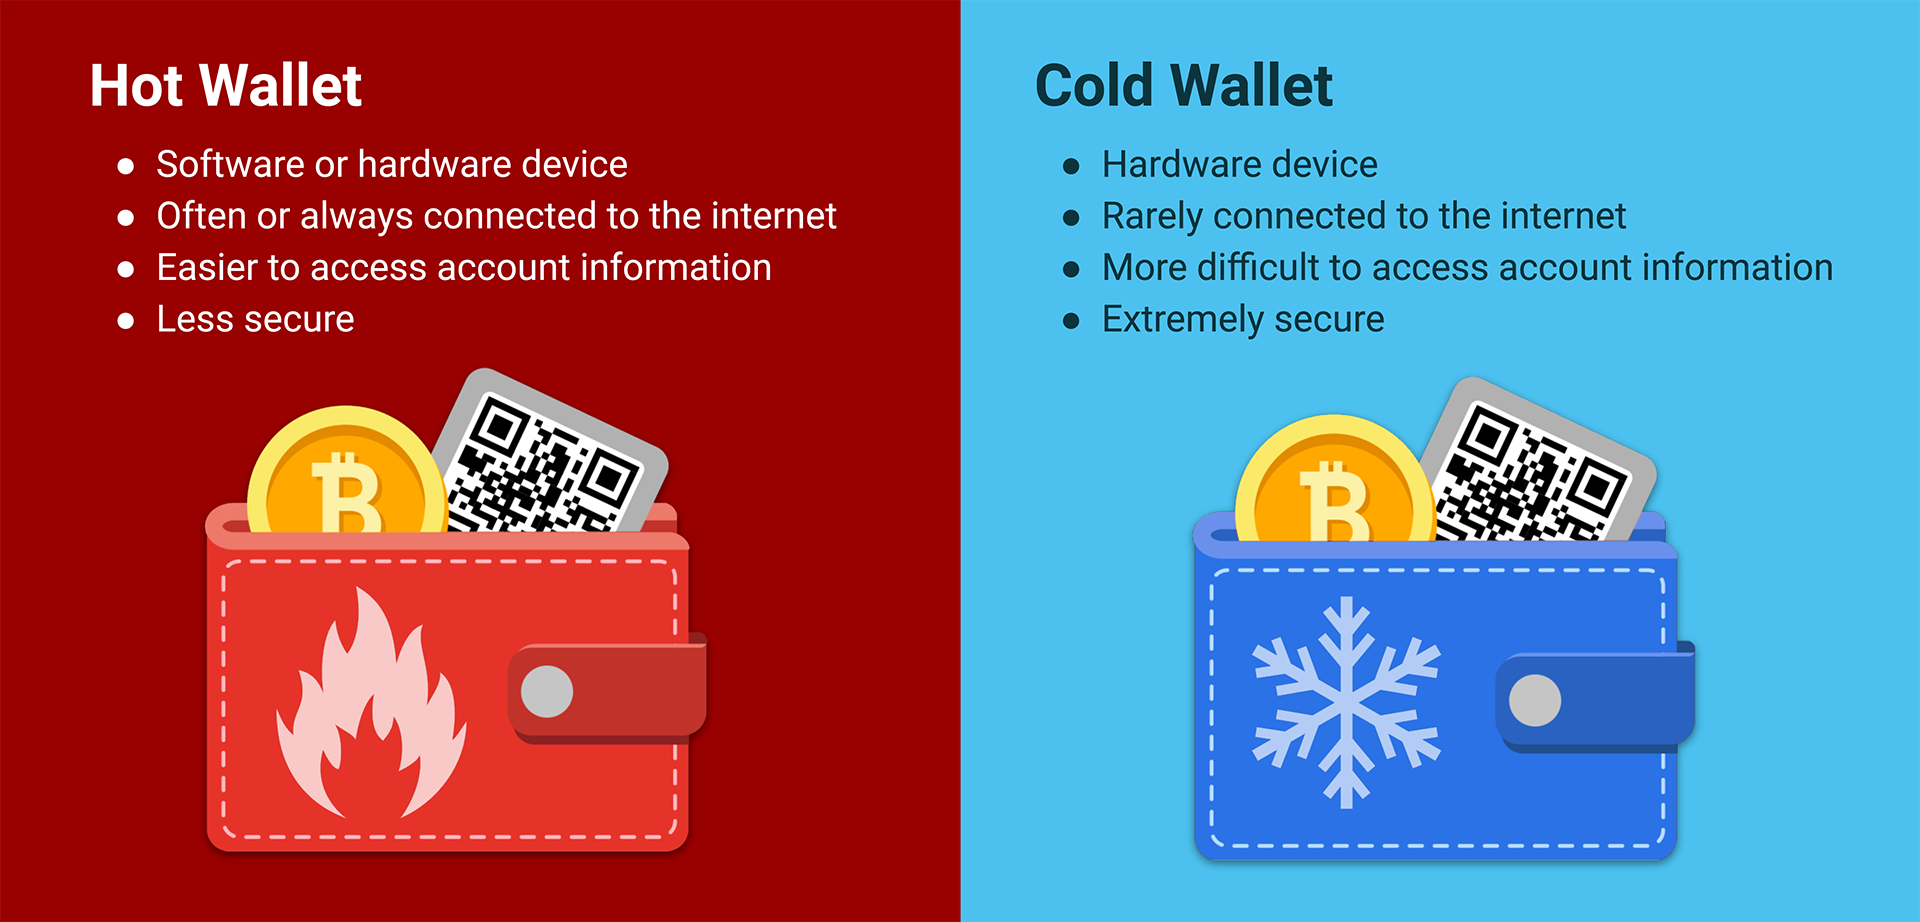 Hot Wallet
● Software or hardware device
● Often or always connected to the internet
● Easier to access account information
● Less secure
Cold Wallet
● Hardware device
● Rarely connected to the internet
● More difficult to access account information
● Extremely secure